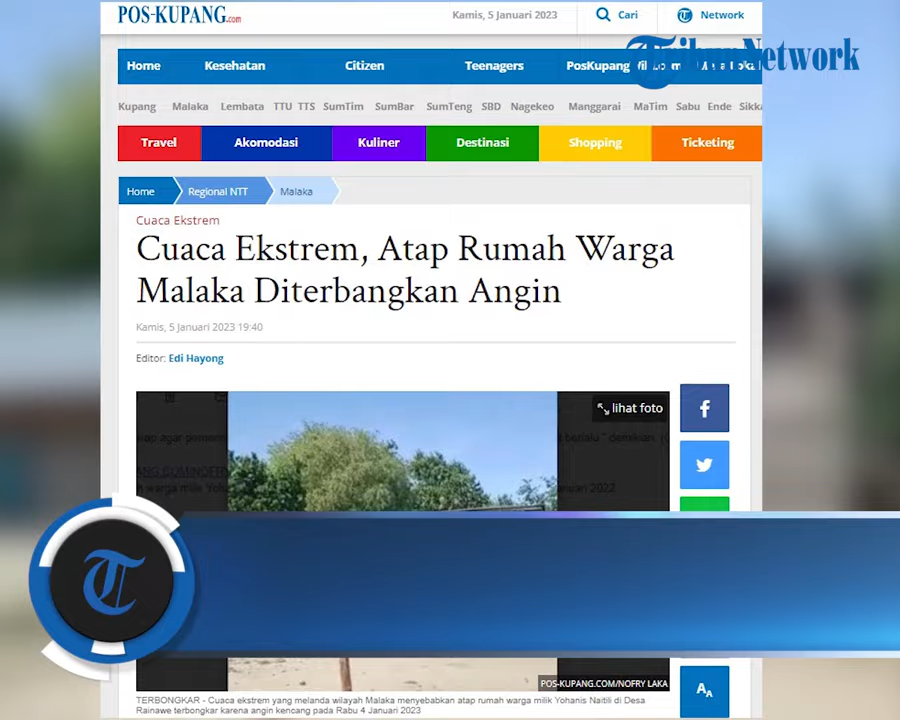 POS-KUPANG.com
Kamis, 5 Januari 2023
Cari
Network
Tribun Network
Home Kesehatan Citizen Teenagers PosKupang
Kupang Malaka Lembata TTU TTS SumTim SumBar SumTeng SBD Nagekeo Manggarai MaTim Sabu Ende Sikka
Travel Akomodasi Kuliner Destinasi Shopping Ticketing
Home Regional NTT Malaka
Cuaca Ekstrem
Cuaca Ekstrem, Atap Rumah Warga
Malaka Diterbangkan Angin
Kamis, 5 Januari 2023 19:40
Editor: Edi Hayong
lihat foto
T
POS-KUPANG.COM/NOFRY LAKA
AA
TERBONGKAR - Cuaca ekstrem yang melanda wilayah Malaka menyebabkan atap rumah warga milik Yohanis Naitili di Desa
Rainawe terbongkar karena angin kencang pada Rabu 4 Januari 2023